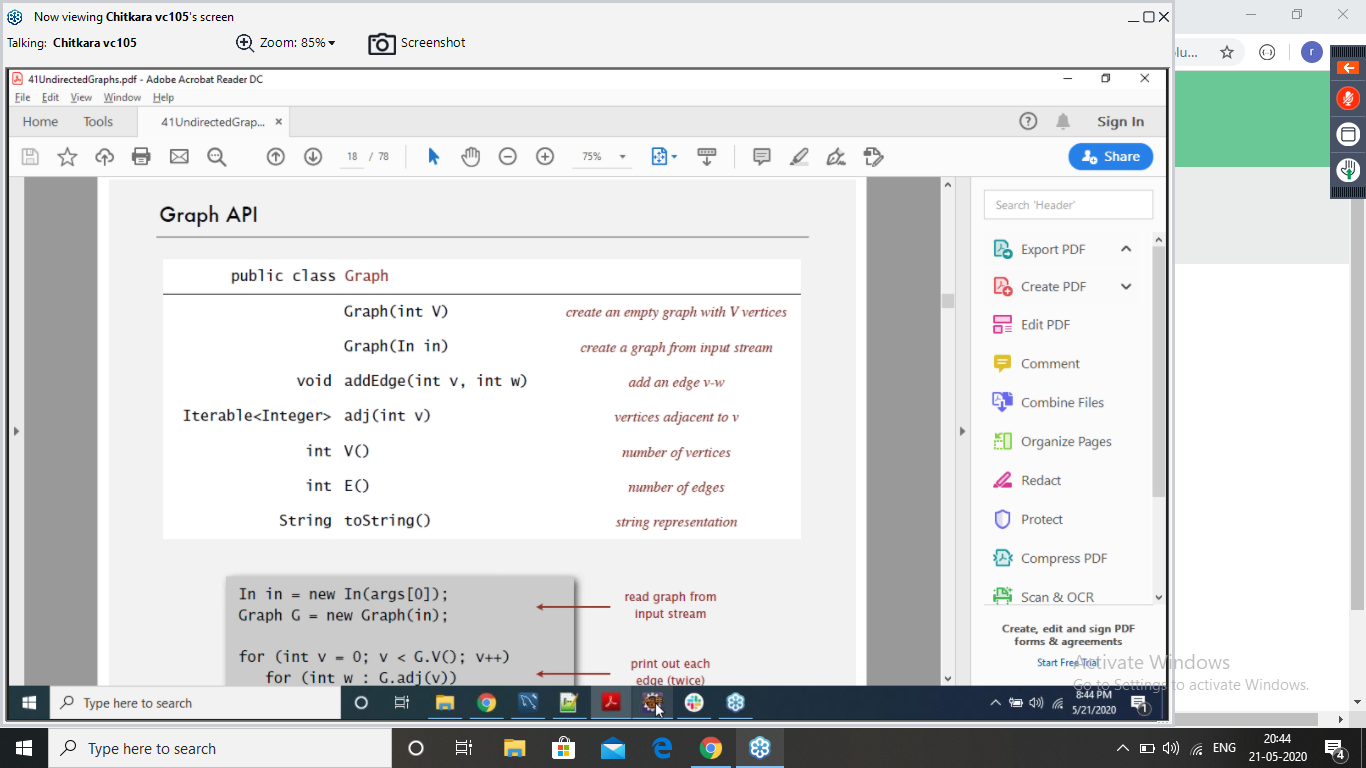 Now viewing Chitkara vc105's screen
Talking: Chitkara vc105 Zoom: 85% Screenshot
41UndirectedGraphs.pdf - Adobe Acrobat Reader DC
File Edit View Window Help
Home Tools 41UndirectedGrap... × Sign In
18 / 78 75% Share
Graph API
public class Graph
Graph(int V) create an empty graph with V vertices
Graph(In in) create a graph from input stream
void addEdge(int v, int w) add an edge v-w
Iterable<Integer> adj(int v) vertices adjacent to v
int V() number of vertices
int E() number of edges
String toString() string representation
In in = new In(args[0]);
Graph G = new Graph(in);
read graph from
input stream
for (int v = 0; v < G.V(); v++)
for (int w : G.adj(v))
print out each
edge (twice)
Search 'Header'
Export PDF
Create PDF
Edit PDF
Comment
Combine Files
Organize Pages
Redact
Protect
Compress PDF
Scan & OCR
Create, edit and sign PDF
forms & agreements
Start Free Trial
Activate Windows
Go to Settings to activate Windows.
lu...
r
Type here to search
8:44 PM
5/21/2020
1
Type here to search
ENG
20:44
21-05-2020
4